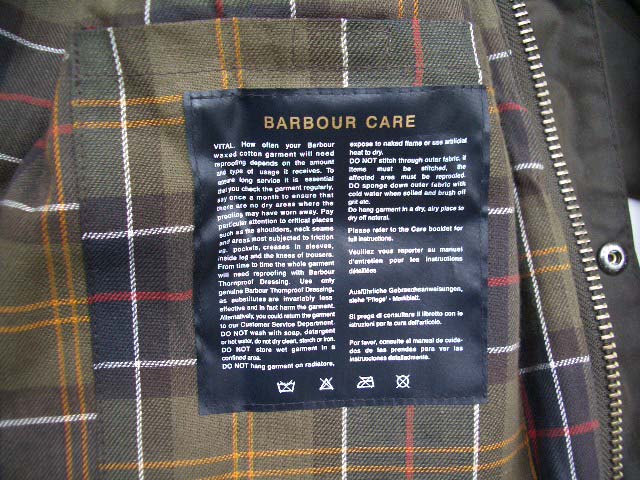 BARBOUR CARE
VITAL. How often your Barbour
waxed cotton garment will need
reproofing depends on the amount
and type of usage it receives. To
ensure long service it is essential
that you check the garment regularly,
say once a month to ensure that
there are no dry areas where the
proofing may have worn away. Pay
particular attention to critical places
such as the shoulders, neck seams
and areas most subjected to friction
eg. pockets, creases in sleeves,
inside leg and the knees of trousers.
From time to time the whole garment
will need reproofing with Barbour
Thornproof Dressing. Use only
genuine Barbour Thornproof Dressing,
as substitutes are invariably less
effective and in fact harm the garment.
Alternatively, you could return the garment
to our Customer Service Department.
DO NOT wash with soap, detergent
or hot water, do not dry clean, starch or iron.
DO NOT store wet garment in a
confined area.
DO NOT hang garment on radiators,
expose to naked flame or use artificial
heat to dry.
DO NOT stitch through outer fabric. If
items must be stitched, the
affected area must be reproofed.
DO sponge down outer fabric with
cold water when soiled and brush off
grit etc.
Do hang garment in a dry, airy place to
dry off natural.
Please refer to the Care booklet for
full instructions.
Veuillez vous reporter au manuel
d'entretien pour les instructions
détaillées
Ausführliche Gebrauchsanweisungen,
siehe 'Pflege' - Merkblatt.
Si prega di consultare il libretto con le
istruzioni per la cura dell'articolo.
Por favor, consulte el manual de cuida-
dos de las prendas para ver las
instrucciones detalladamente.